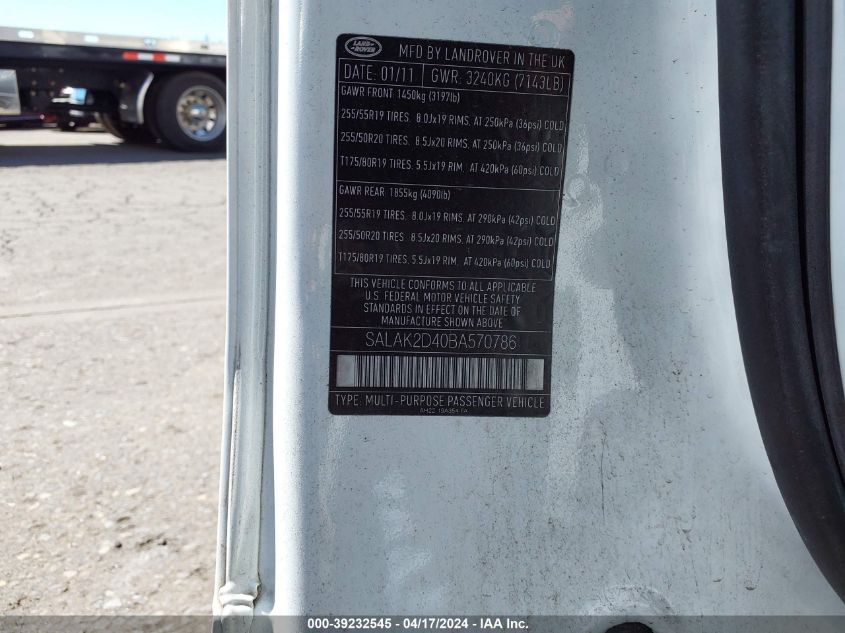 LAND ROVER
MFD BY LANDROVER IN THE UK
DATE: 01/11 GWR: 3240KG (7143LB)
GAWR FRONT 1450kg (3197lb)
255/55R19 TIRES. 8.0Jx19 RIMS, AT 250kPa (36psi) COLD
255/50R20 TIRES. 8.5Jx20 RIMS, AT 250kPa (36psi) COLD
T175/80R19 TIRES. 5.5Jx19 RIM, AT 420kPa (60psi) COLD
GAWR REAR 1855kg (4090lb)
255/55R19 TIRES. 8.0Jx19 RIMS, AT 290kPa (42psi) COLD
255/50R20 TIRES. 8.5Jx20 RIMS, AT 290kPa (42psi) COLD
T175/80R19 TIRES. 5.5Jx19 RIM, AT 420kPa (60psi) COLD
THIS VEHICLE CONFORMS TO ALL APPLICABLE
U.S. FEDERAL MOTOR VEHICLE SAFETY
STANDARDS IN EFFECT ON THE DATE OF
MANUFACTURE SHOWN ABOVE.
SALAK2D40BA570786
TYPE: MULTI-PURPOSE PASSENGER VEHICLE
AH22 19A354 FA
000-39232545 - 04/17/2024 - IAA Inc.